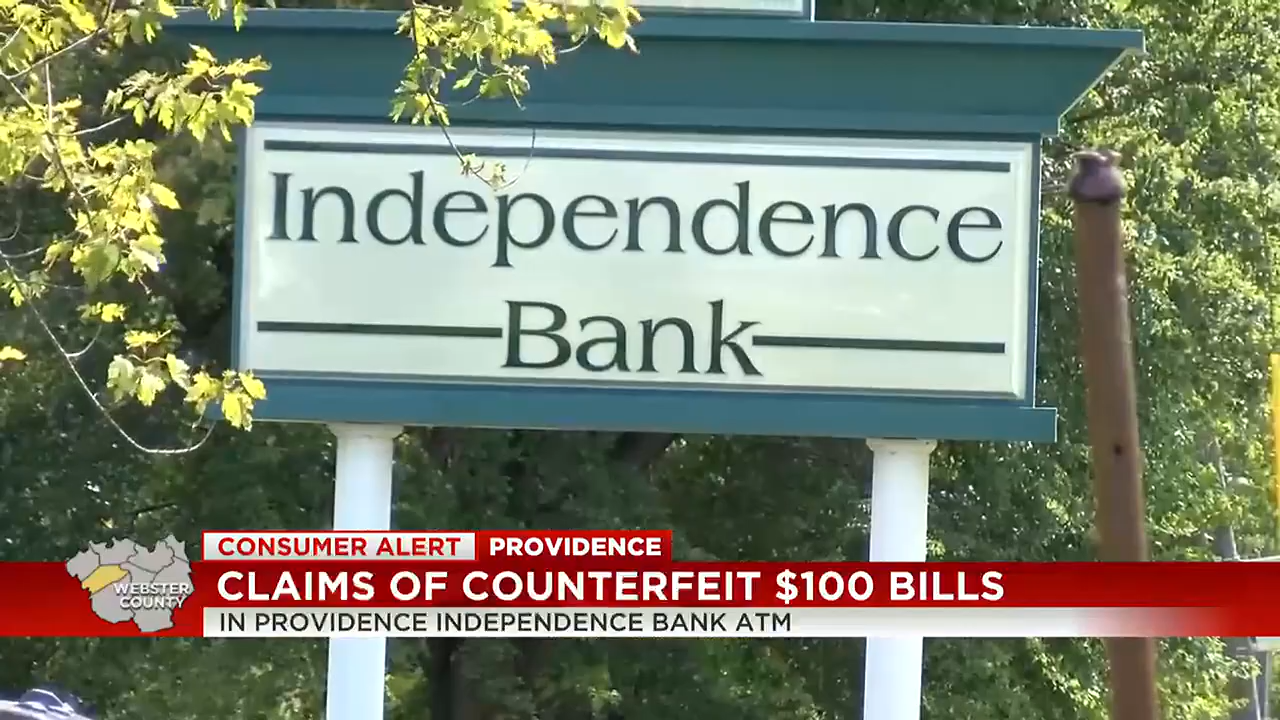 Independence
Bank
CONSUMER ALERT
PROVIDENCE
WEBSTER
COUNTY
CLAIMS OF COUNTERFEIT $100 BILLS
IN PROVIDENCE INDEPENDENCE BANK ATM